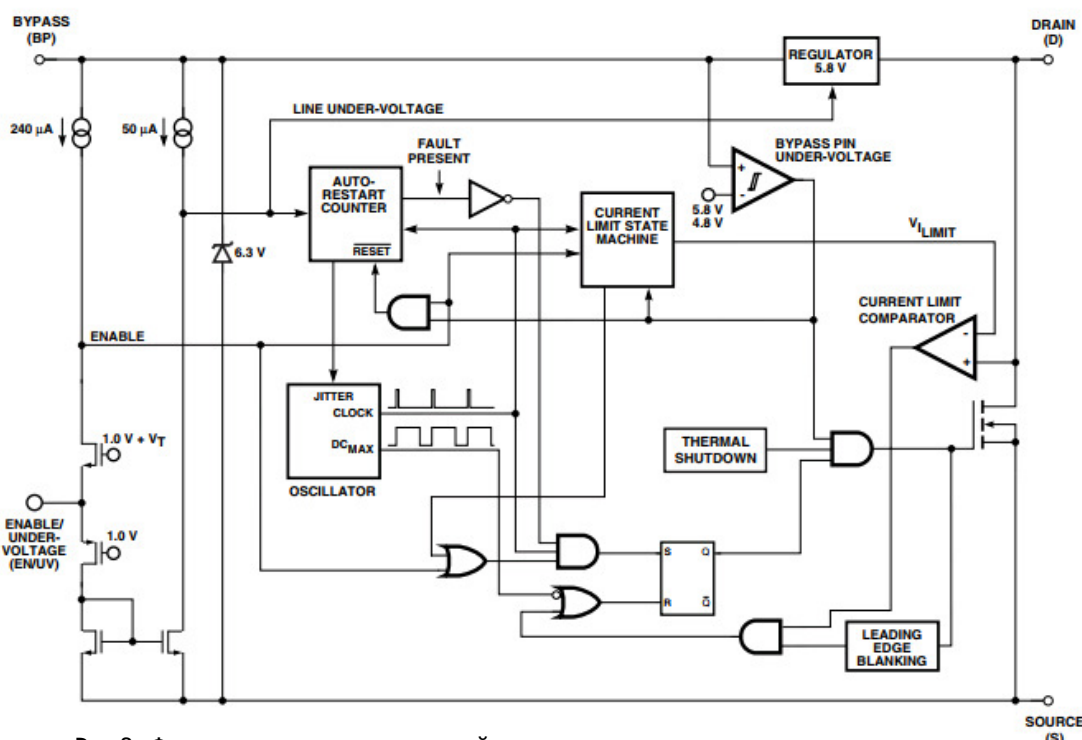 BYPASS
(BP)
DRAIN
(D)
REGULATOR
5.8 V
LINE UNDER-VOLTAGE
240 μA
50 μA
FAULT
PRESENT
BYPASS PIN
UNDER-VOLTAGE
AUTO-
RESTART
COUNTER
RESET
CURRENT
LIMIT STATE
MACHINE
+
-
5.8 V
4.8 V
VILIMIT
6.3 V
CURRENT LIMIT
COMPARATOR
-
+
ENABLE
JITTER
CLOCK
DCMAX
OSCILLATOR
1.0 V + VT
THERMAL
SHUTDOWN
ENABLE/
UNDER-
VOLTAGE
(EN/UV)
1.0 V
S
Q
R
Q
LEADING
EDGE
BLANKING
SOURCE
(S)